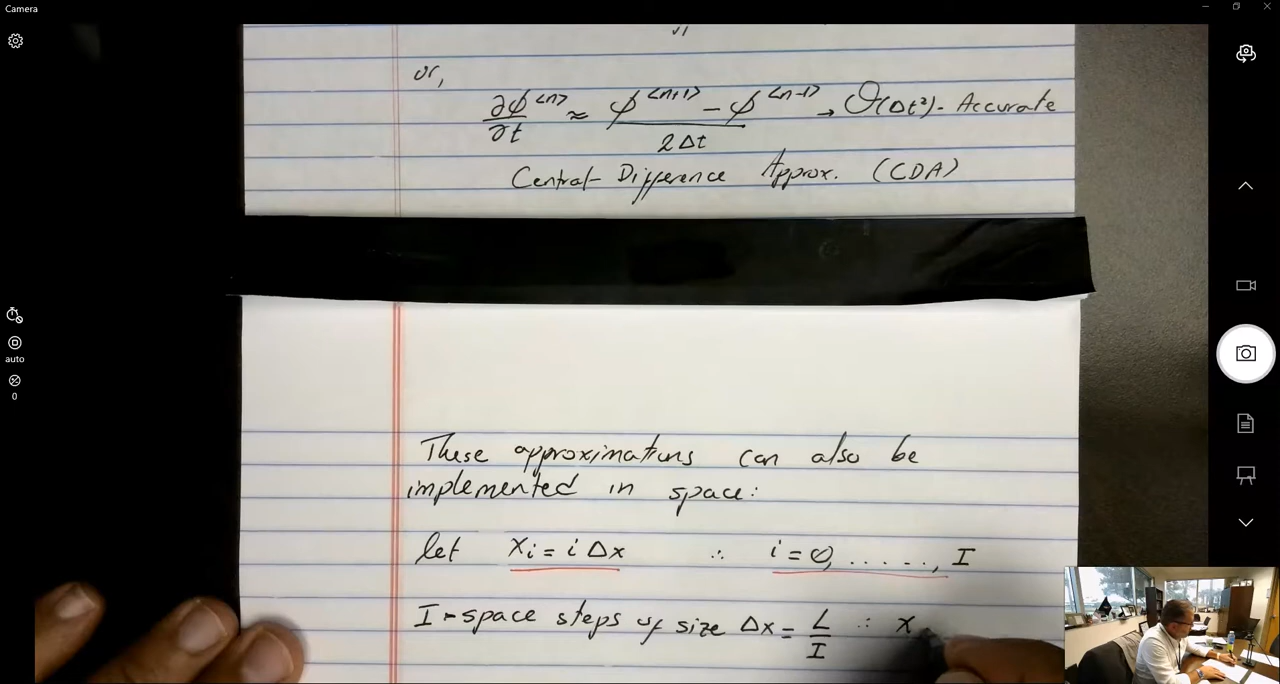 Camera
or,
∂φ^<n>/∂t ≈ (φ^<n+1> - φ^<n-1>)/(2Δt) → O(Δt²)- Accurate
Central-Difference Approx. (CDA)
These approximations can also be
implemented in space:
let x_i = i Δx ∴ i = 0, ....., I
I-space steps of size Δx = L/I ∴ x
auto
0